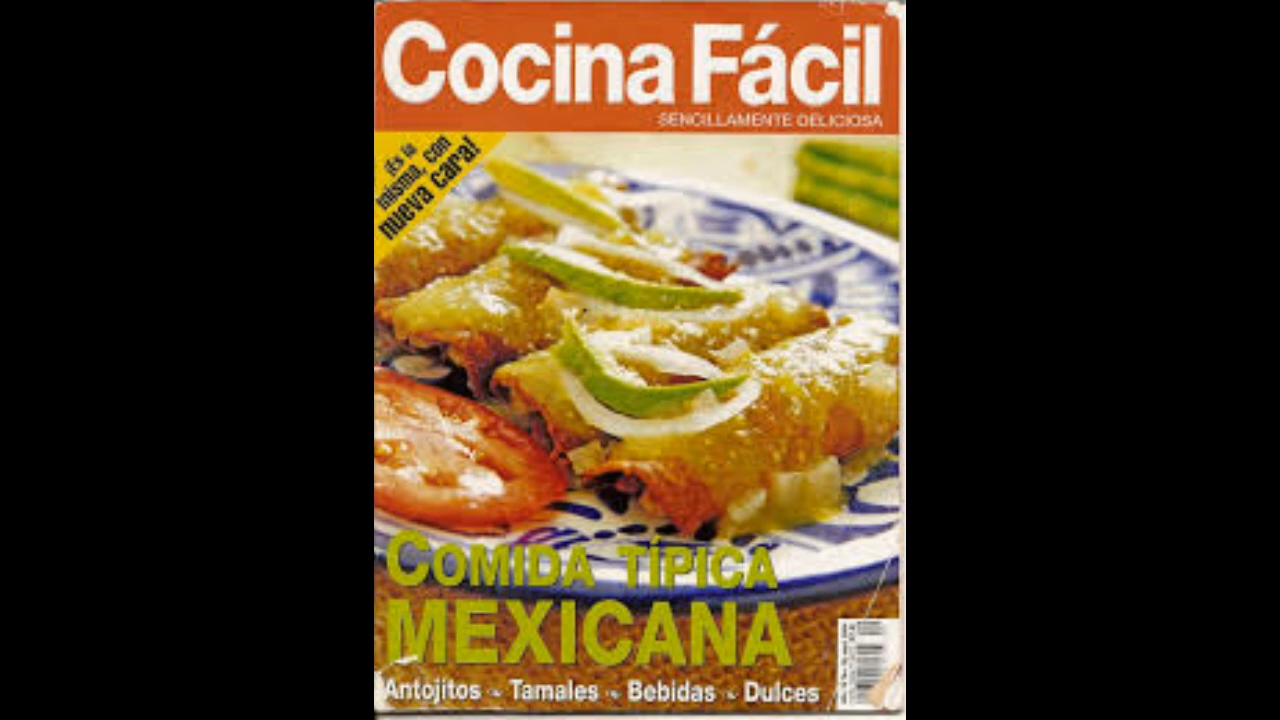 Cocina Fácil
SENCILLAMENTE DELICIOSA
¡Es la
misma, con
nueva cara!
COMIDA TÍPICA
MEXICANA
Antojitos Tamales Bebidas Dulces